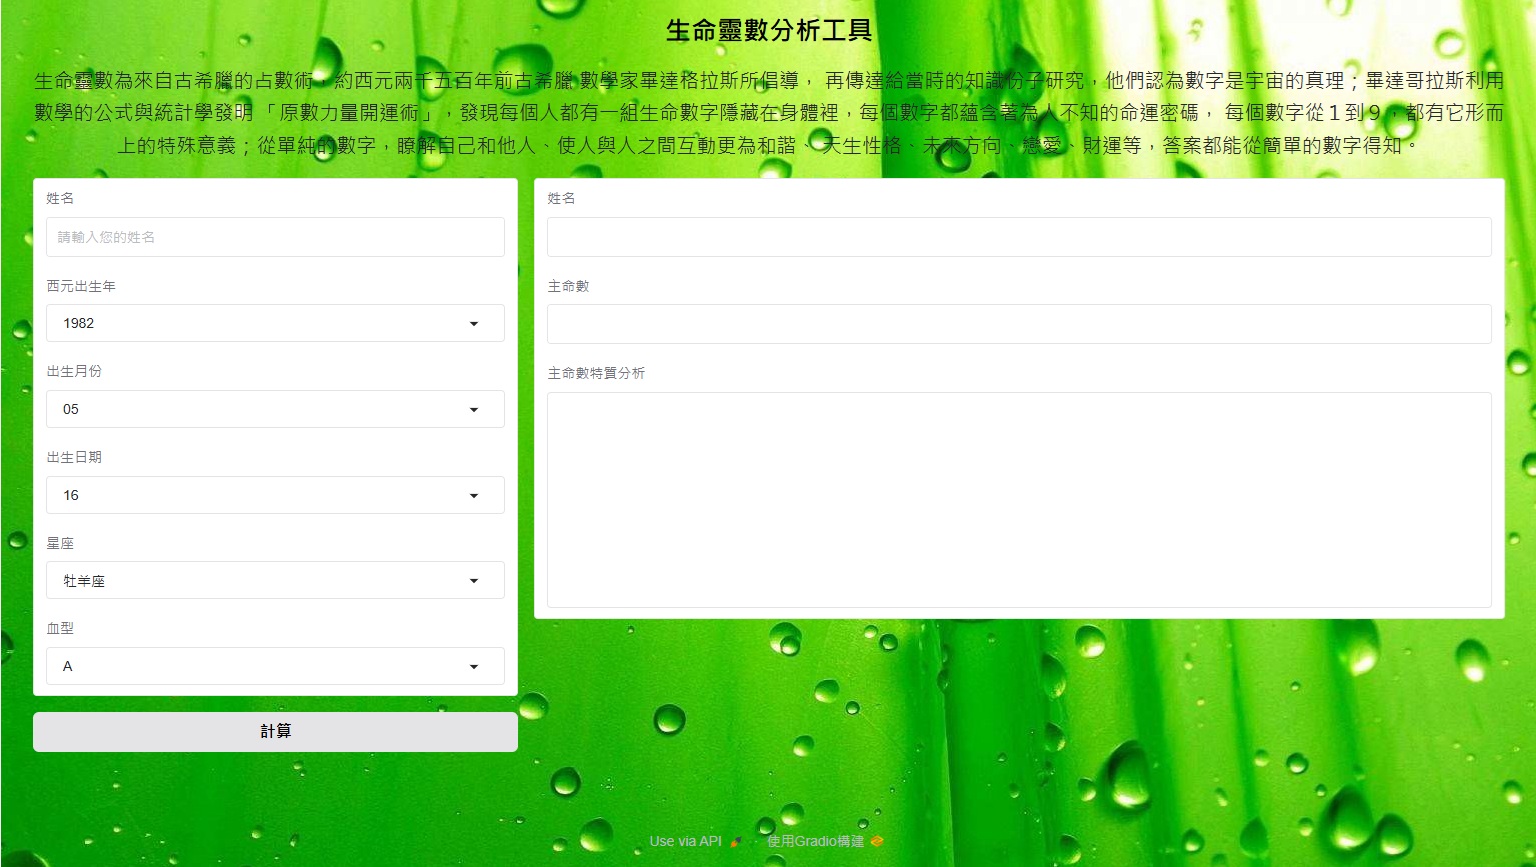 生命靈數分析工具
生命靈數為來自古希臘的占數術，約西元兩千五百年前古希臘 數學家畢達格拉斯所倡導， 再傳達給當時的知識份子研究，他們認為數字是宇宙的真理；畢達哥拉斯利用
數學的公式與統計學發明 「原數力量開運術」，發現每個人都有一組生命數字隱藏在身體裡，每個數字都蘊含著為人不知的命運密碼， 每個數字從１到９，都有它形而
上的特殊意義；從單純的數字，瞭解自己和他人、使人與人之間互動更為和諧、 天生性格、未來方向、戀愛、財運等，答案都能從簡單的數字得知。
姓名
請輸入您的姓名
西元出生年
1982
出生月份
05
出生日期
16
星座
牡羊座
血型
A
計算
姓名
主命數
主命數特質分析
Use via API · 使用Gradio構建